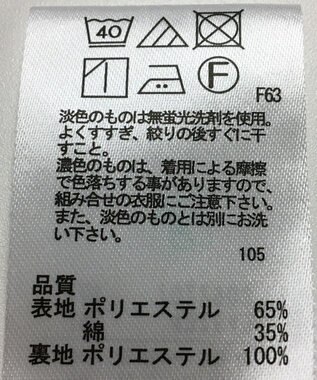 40
F
F63
淡色のものは無蛍光洗剤を使用。
よくすすぎ、絞りの後すぐに干
すこと。
濃色のものは、着用による摩擦
で色落ちする事がありますので、
組み合せの衣服にご注意下さい。
また、淡色のものとは別にお洗
い下さい。
105
品質
表地 ポリエステル 65%
綿 35%
裏地 ポリエステル 100%